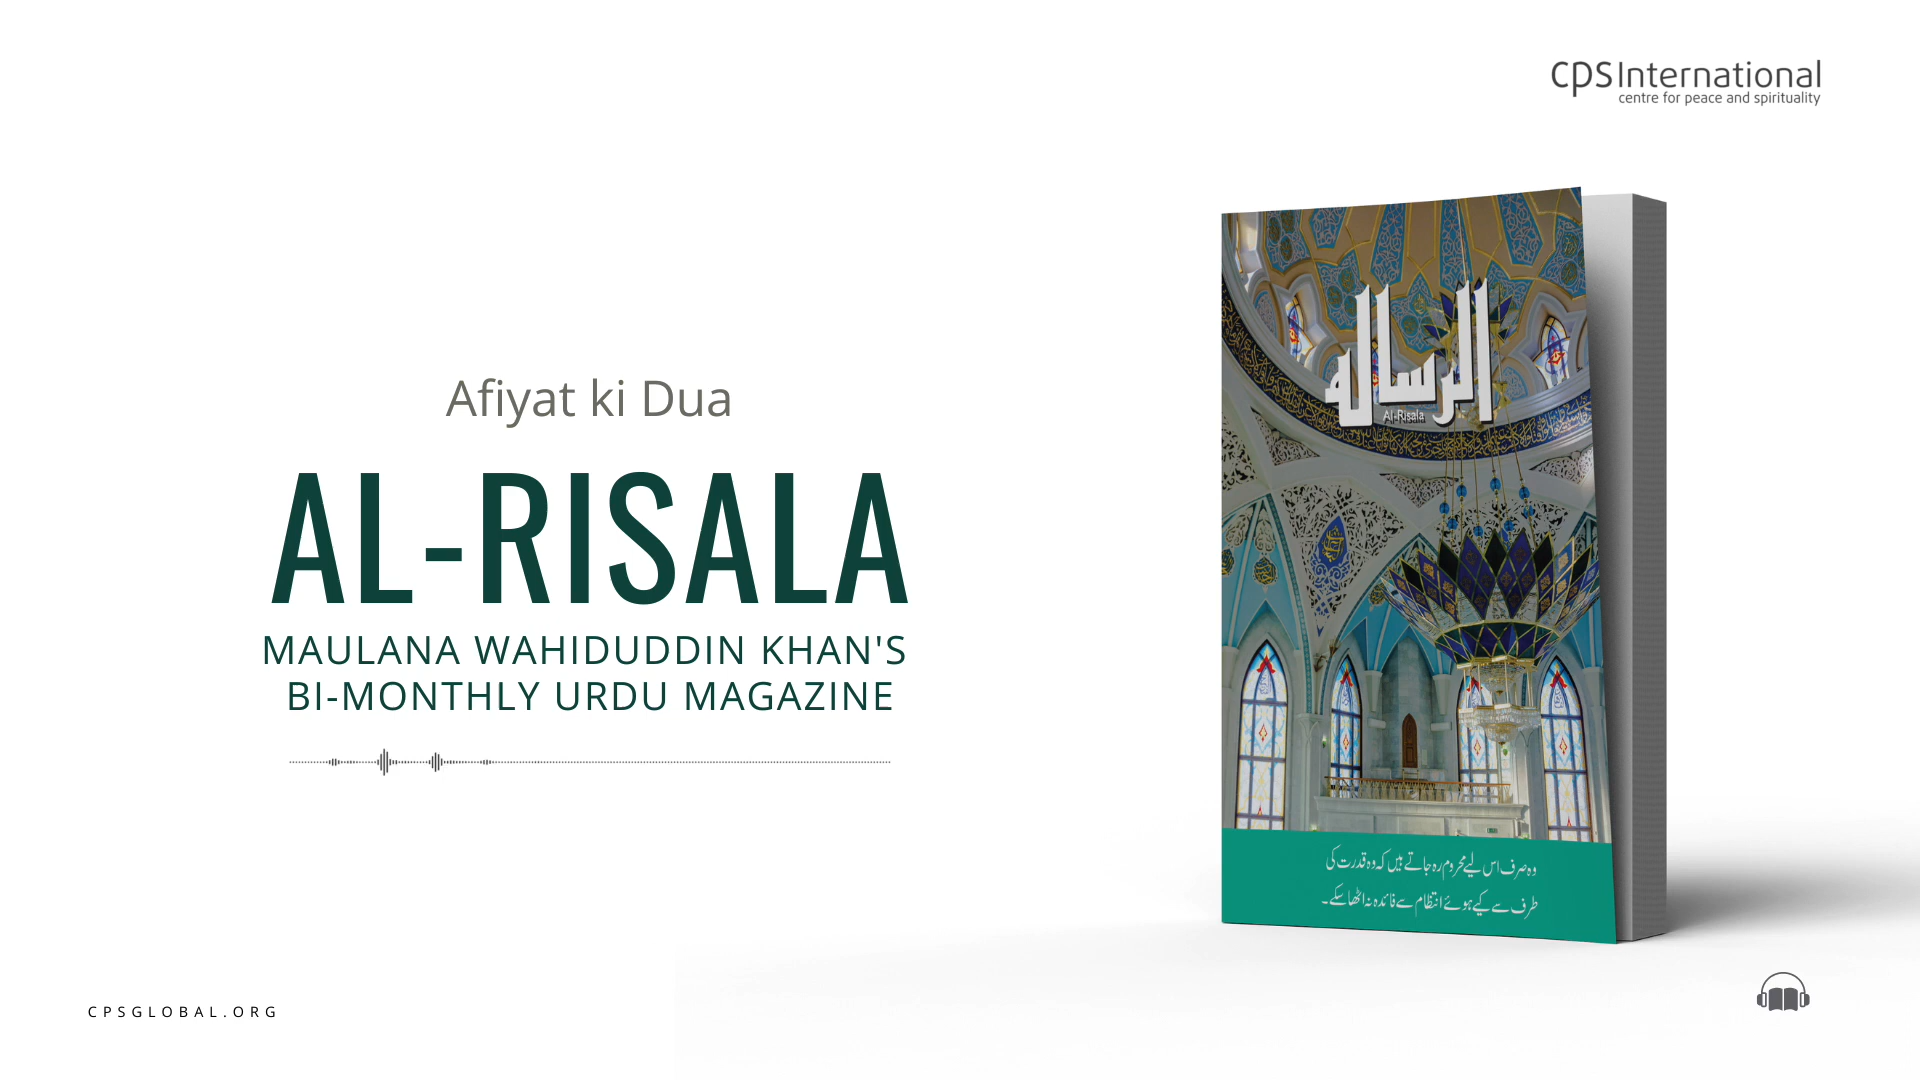 cpsInternational
centre for peace and spirituality
Afiyat ki Dua
AL-RISALA
MAULANA WAHIDUDDIN KHAN'S
BI-MONTHLY URDU MAGAZINE
الرسالہ
Al-Risala
وہ صرف اس لیے محروم رہ جاتے ہیں کہ وہ قدرت کی
طرف سے کیے ہوئے انتظام سے فائدہ نہ اٹھا سکے۔
CPSGLOBAL.ORG